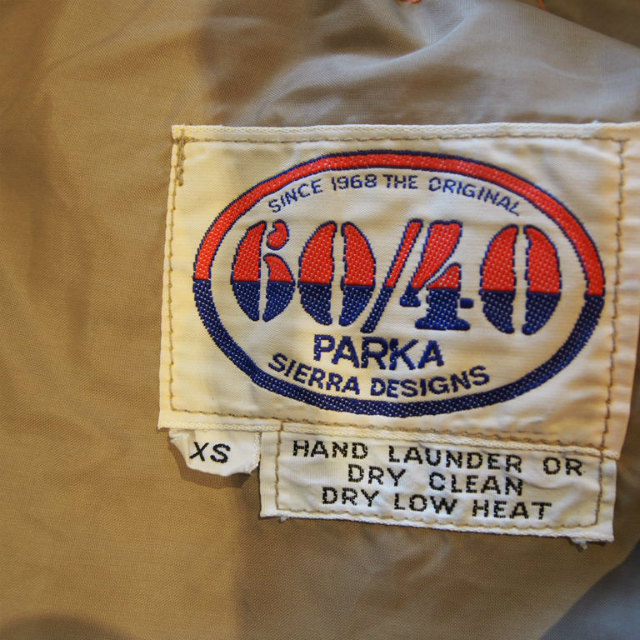 SINCE 1968 THE ORIGINAL
60/40
PARKA
SIERRA DESIGNS
XS
HAND LAUNDER OR
DRY CLEAN
DRY LOW HEAT